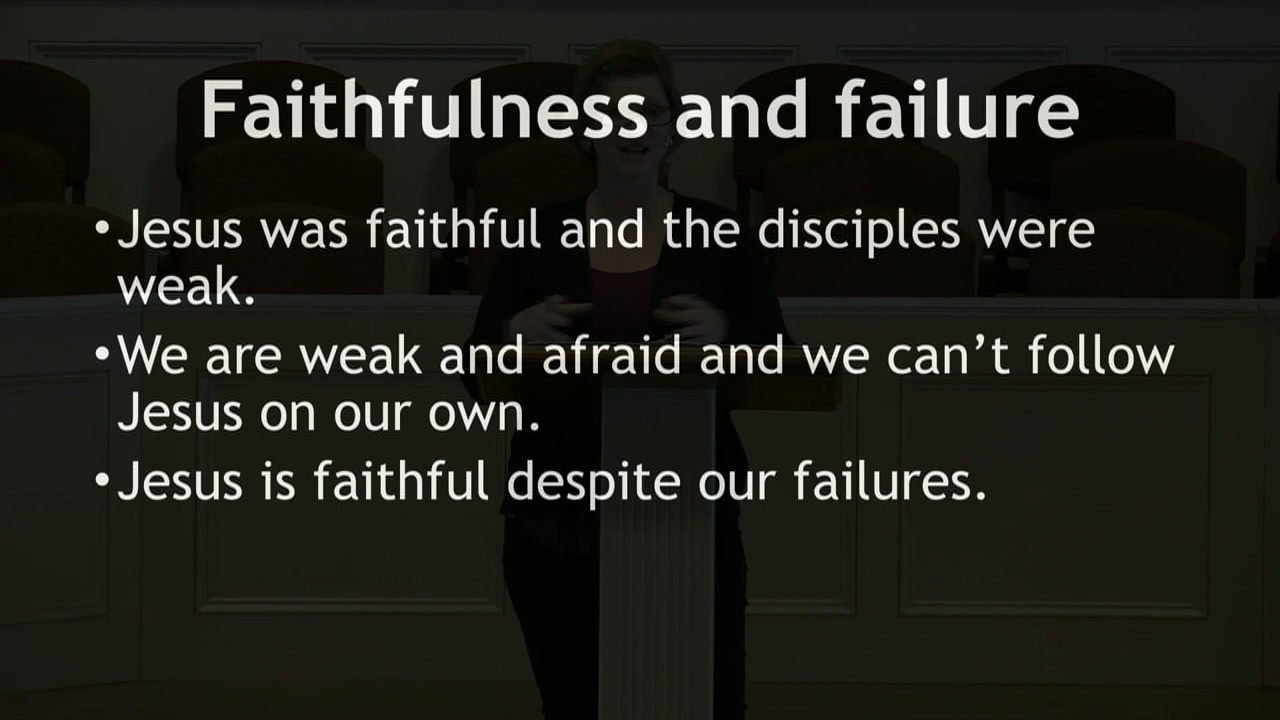 Faithfulness and failure
•Jesus was faithful and the disciples were
weak.
•We are weak and afraid and we can’t follow
Jesus on our own.
•Jesus is faithful despite our failures.